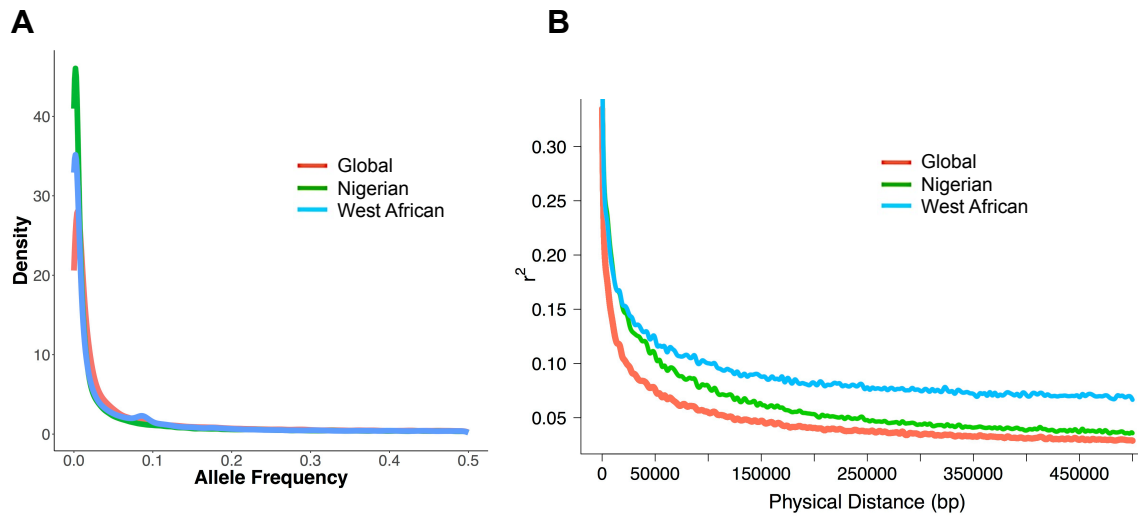 A
B
40
30
20
10
0
Density
0.0 0.1 0.2 0.3 0.4 0.5
Allele Frequency
Global
Nigerian
West African
0.30
0.25
0.20
0.15
0.10
0.05
r²
0 50000 150000 250000 350000 450000
Physical Distance (bp)
Global
Nigerian
West African